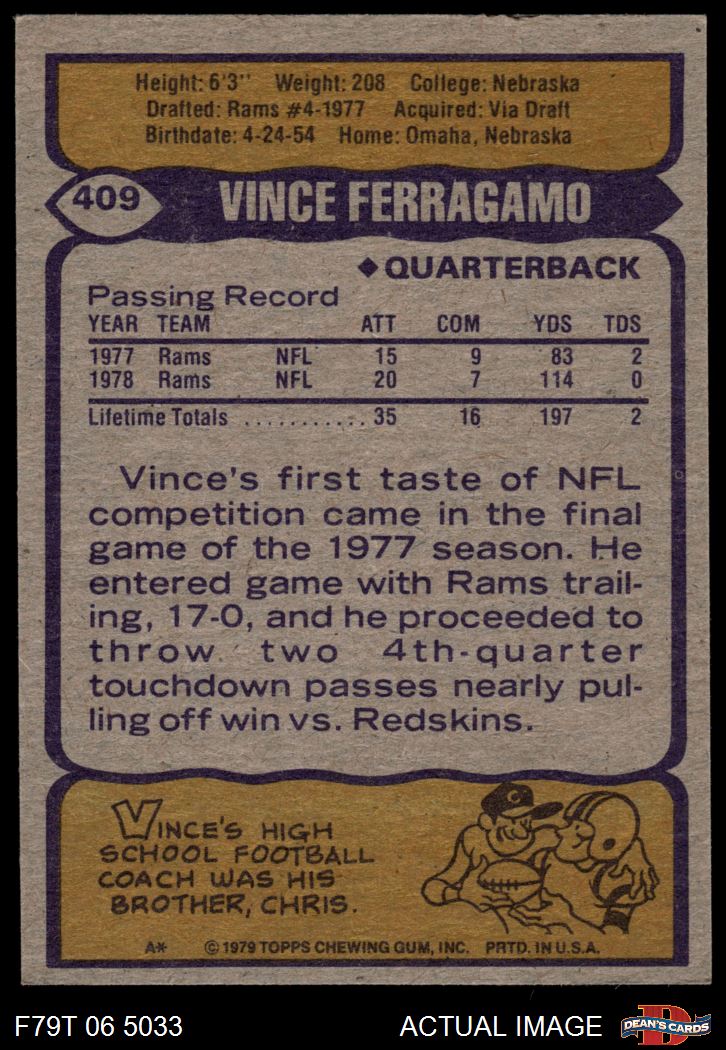 Height: 6'3" Weight: 208 College: Nebraska
Drafted: Rams #4-1977 Acquired: Via Draft
Birthdate: 4-24-54 Home: Omaha, Nebraska
409 VINCE FERRAGAMO
◆QUARTERBACK
Passing Record
YEAR TEAM ATT COM YDS TDS
1977 Rams NFL 15 9 83 2
1978 Rams NFL 20 7 114 0
Lifetime Totals ........... 35 16 197 2
Vince's first taste of NFL
competition came in the final
game of the 1977 season. He
entered game with Rams trail-
ing, 17-0, and he proceeded to
throw two 4th-quarter
touchdown passes nearly pul-
ling off win vs. Redskins.
VINCE'S HIGH
SCHOOL FOOTBALL
COACH WAS HIS
BROTHER, CHRIS.
C
A* © 1979 TOPPS CHEWING GUM, INC. PRTD. IN U.S.A.
F79T 06 5033 ACTUAL IMAGE D DEAN'S CARDS